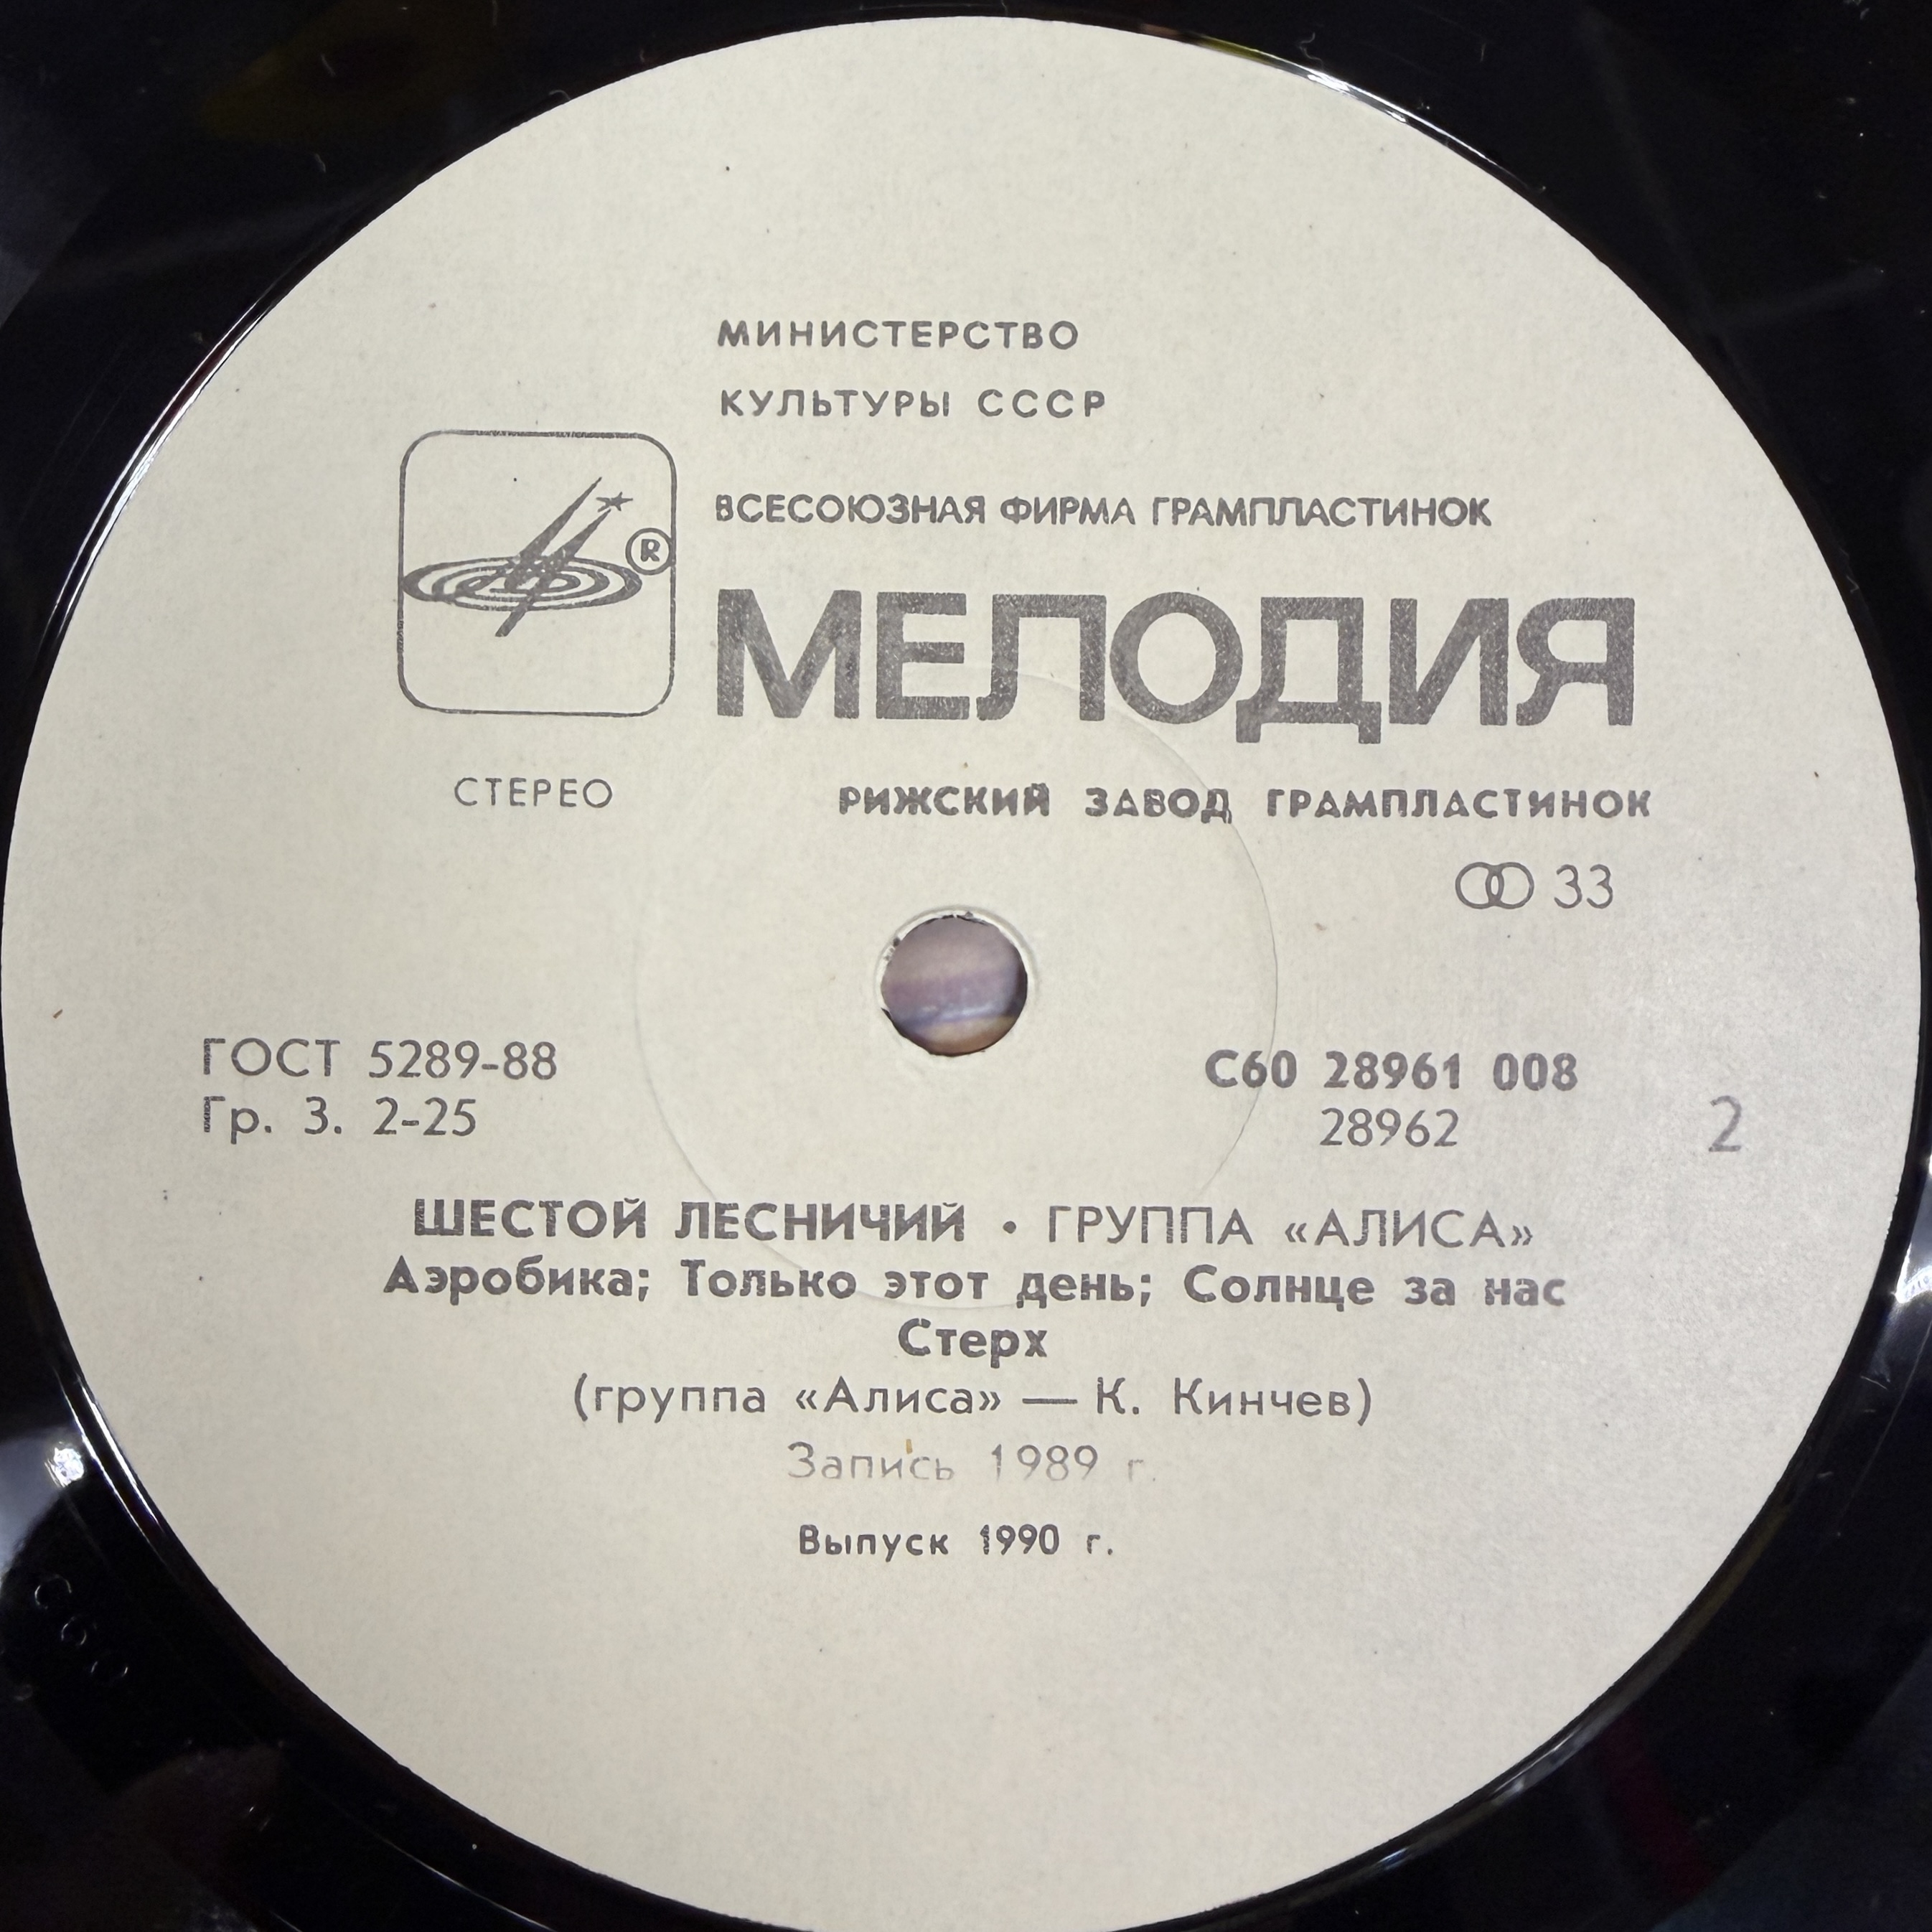 МИНИСТЕРСТВО
КУЛЬТУРЫ СССР
ВСЕСОЮЗНАЯ ФИРМА ГРАМПЛАСТИНОК
®
МЕЛОДИЯ
СТЕРЕО
РИЖСКИЙ ЗАВОД ГРАМПЛАСТИНОК
33
ГОСТ 5289-88
Гр. 3. 2-25
С60 28961 008
28962
2
ШЕСТОЙ ЛЕСНИЧИЙ • ГРУППА «АЛИСА»
Аэробика; Только этот день; Солнце за нас
Стерх
(группа «Алиса» — К. Кинчев)
Запись 1989 г.
Выпуск 1990 г.
С60